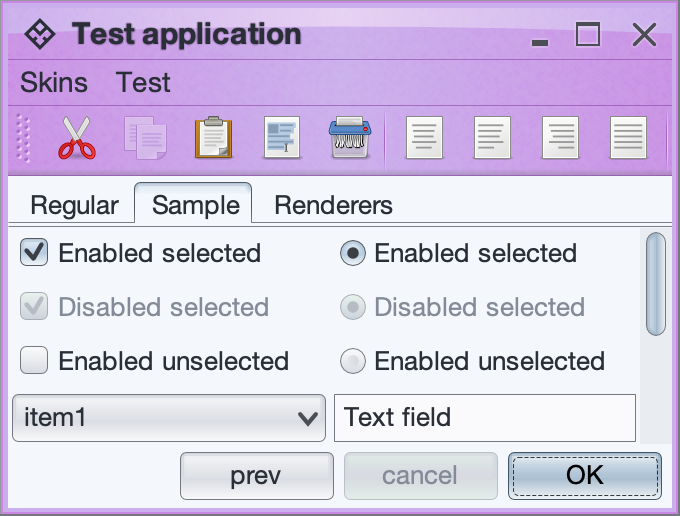 Test application
Skins Test
Regular Sample Renderers
Enabled selected Enabled selected
Disabled selected Disabled selected
Enabled unselected Enabled unselected
item1 Text field
prev cancel OK